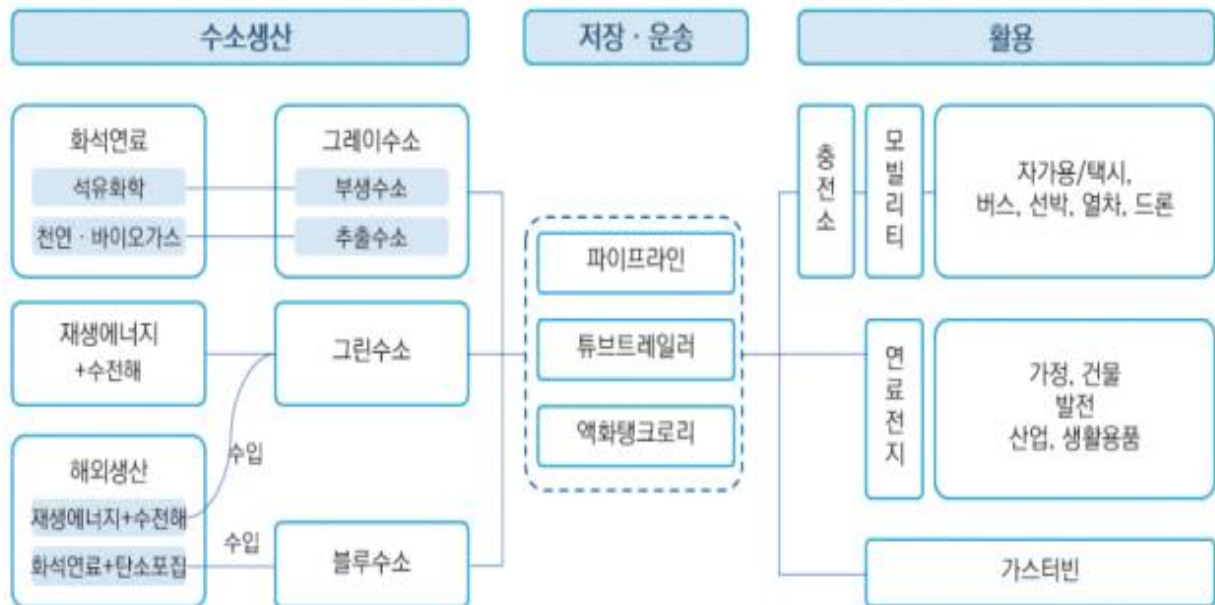 수소생산
저장 · 운송
활용
화석연료
석유화학
천연 · 바이오가스
그레이수소
부생수소
추출수소
재생에너지
+수전해
그린수소
해외생산
재생에너지+수전해
화석연료+탄소포집
수입
수입
블루수소
파이프라인
튜브트레일러
액화탱크로리
충전소
모빌리티
자가용/택시,
버스, 선박, 열차, 드론
연료전지
가정, 건물
발전
산업, 생활용품
가스터빈